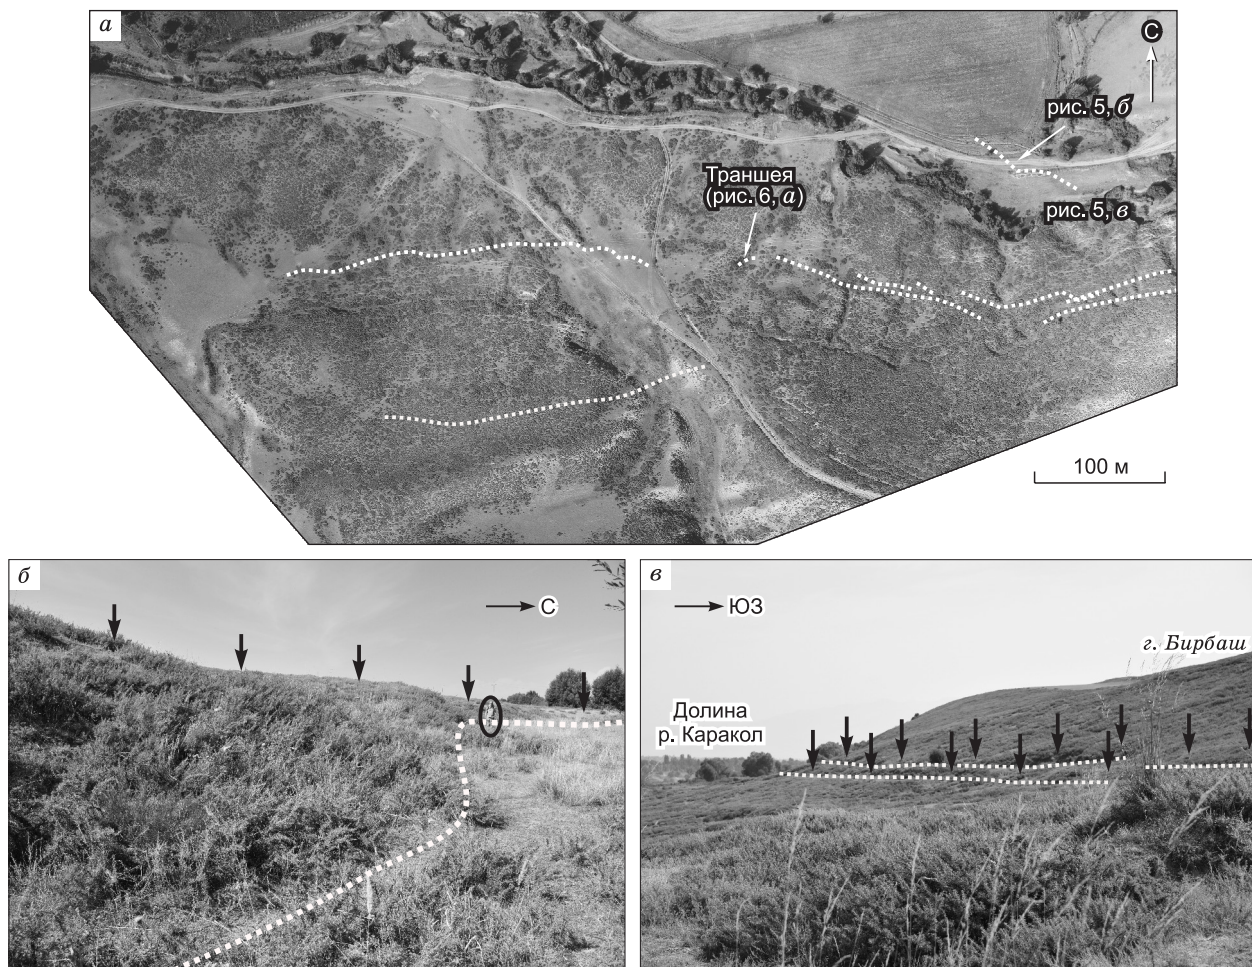 а
С
рис. 5, б
Траншея
(рис. 6, а)
рис. 5, в
100 м
б
С
в
ЮЗ
г. Бирбаш
Долина
р. Каракол